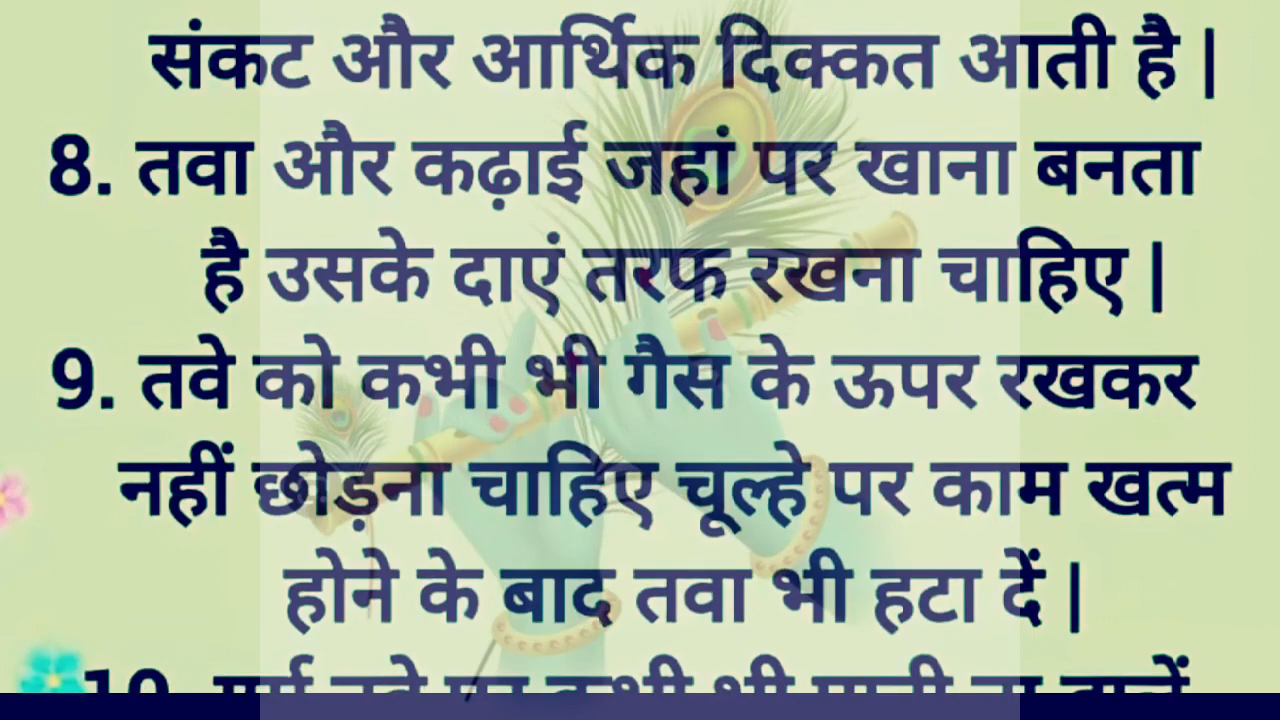 संकट और आर्थिक दिक्कत आती है |
8. तवा और कढ़ाई जहां पर खाना बनता
है उसके दाएं तरफ रखना चाहिए |
9. तवे को कभी भी गैस के ऊपर रखकर
नहीं छोड़ना चाहिए चूल्हे पर काम खत्म
होने के बाद तवा भी हटा दें |